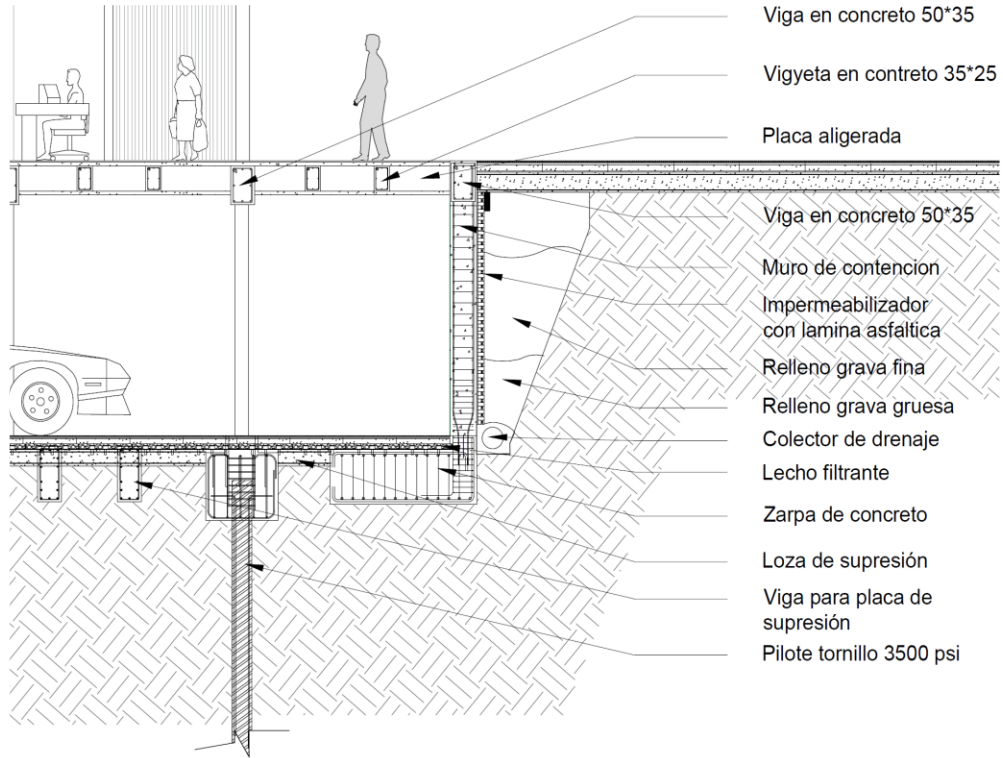 Viga en concreto 50*35
Vigyeta en contreto 35*25
Placa aligerada
Viga en concreto 50*35
Muro de contencion
Impermeabilizador
con lamina asfaltica
Relleno grava fina
Relleno grava gruesa
Colector de drenaje
Lecho filtrante
Zarpa de concreto
Loza de supresión
Viga para placa de
supresión
Pilote tornillo 3500 psi